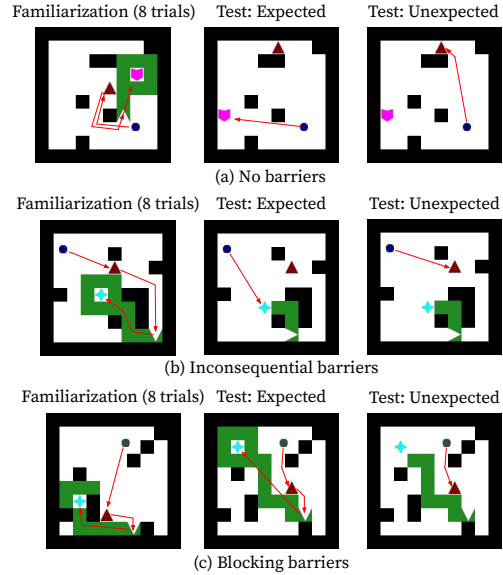 Familiarization (8 trials) Test: Expected Test: Unexpected
(a) No barriers
Familiarization (8 trials) Test: Expected Test: Unexpected
(b) Inconsequential barriers
Familiarization (8 trials) Test: Expected Test: Unexpected
(c) Blocking barriers